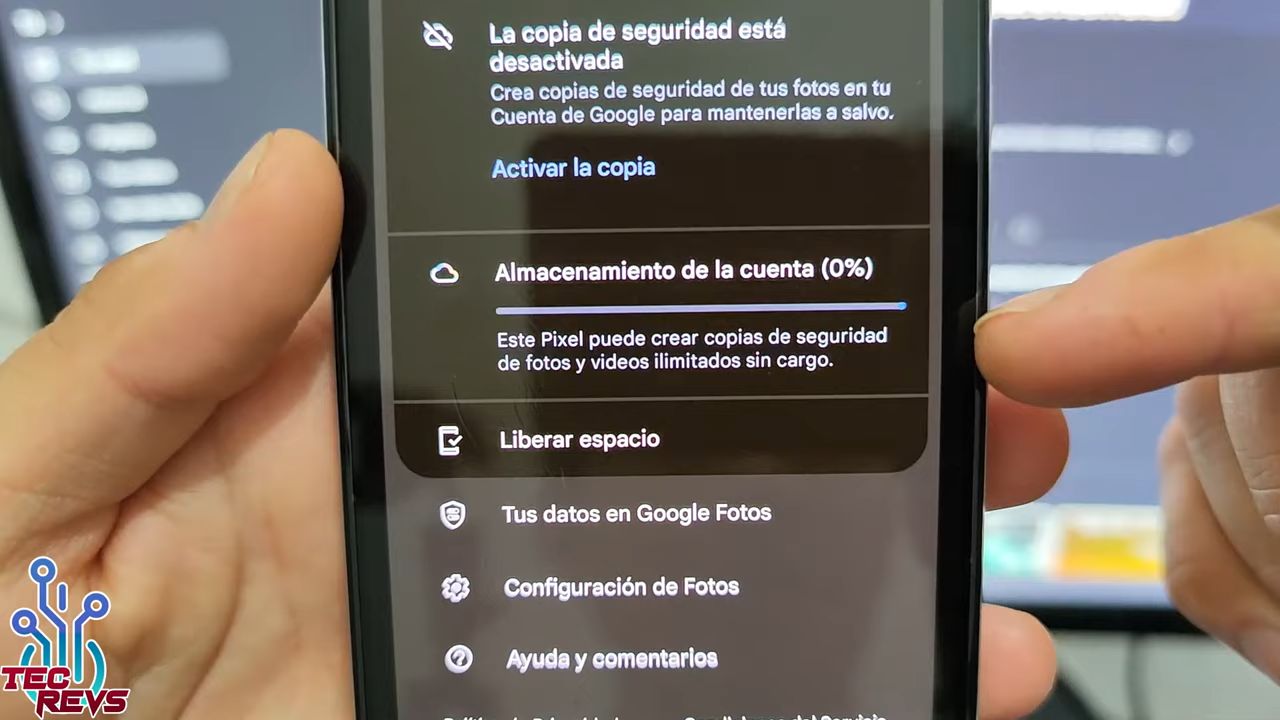 La copia de seguridad está
desactivada
Crea copias de seguridad de tus fotos en tu
Cuenta de Google para mantenerlas a salvo.
Activar la copia
Almacenamiento de la cuenta (0%)
Este Pixel puede crear copias de seguridad
de fotos y videos ilimitados sin cargo.
Liberar espacio
Tus datos en Google Fotos
Configuración de Fotos
Ayuda y comentarios
TEC
REVS